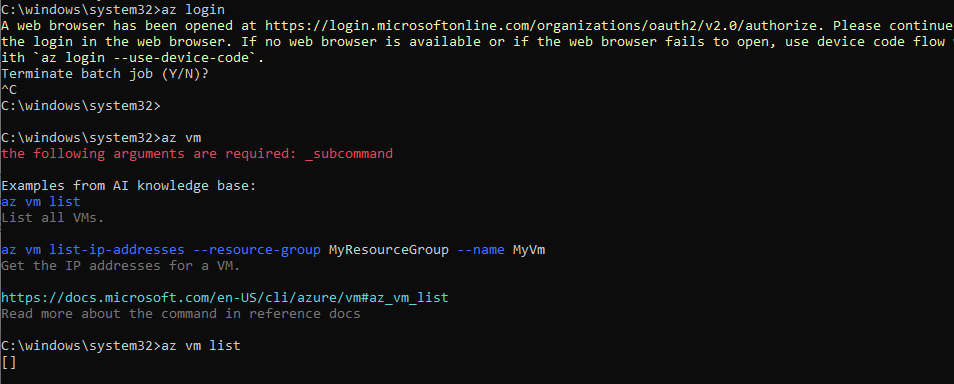 C:\windows\system32>az login
A web browser has been opened at https://login.microsoftonline.com/organizations/oauth2/v2.0/authorize. Please continue
the login in the web browser. If no web browser is available or if the web browser fails to open, use device code flow
ith `az login --use-device-code`.
Terminate batch job (Y/N)?
^C
C:\windows\system32>
C:\windows\system32>az vm
the following arguments are required: _subcommand
Examples from AI knowledge base:
az vm list
List all VMs.
az vm list-ip-addresses --resource-group MyResourceGroup --name MyVm
Get the IP addresses for a VM.
https://docs.microsoft.com/en-US/cli/azure/vm#az_vm_list
Read more about the command in reference docs
C:\windows\system32>az vm list
[]